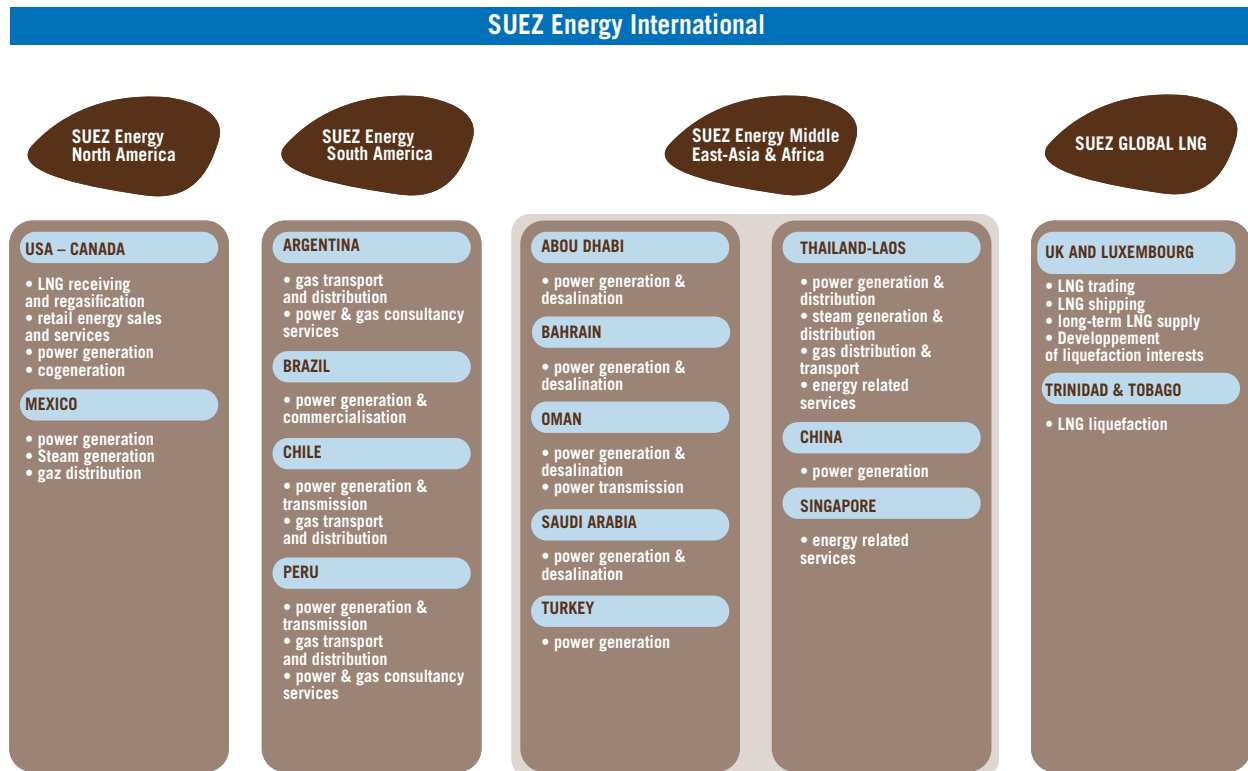 SUEZ Energy International
SUEZ Energy
North America
USA – CANADA
• LNG receiving
and regasification
• retail energy sales
and services
• power generation
• cogeneration
MEXICO
• power generation
• Steam generation
• gaz distribution
SUEZ Energy
South America
ARGENTINA
• gas transport
and distribution
• power & gas consultancy
services
BRAZIL
• power generation &
commercialisation
CHILE
• power generation &
transmission
• gas transport
and distribution
PERU
• power generation &
transmission
• gas transport
and distribution
• power & gas consultancy
services
SUEZ Energy Middle
East-Asia & Africa
ABOU DHABI
• power generation &
desalination
BAHRAIN
• power generation &
desalination
OMAN
• power generation &
desalination
• power transmission
SAUDI ARABIA
• power generation &
desalination
TURKEY
• power generation
THAILAND-LAOS
• power generation &
distribution
• steam generation &
distribution
• gas distribution &
transport
• energy related
services
CHINA
• power generation
SINGAPORE
• energy related
services
SUEZ GLOBAL LNG
UK AND LUXEMBOURG
• LNG trading
• LNG shipping
• long-term LNG supply
• Developpement
of liquefaction interests
TRINIDAD & TOBAGO
• LNG liquefaction